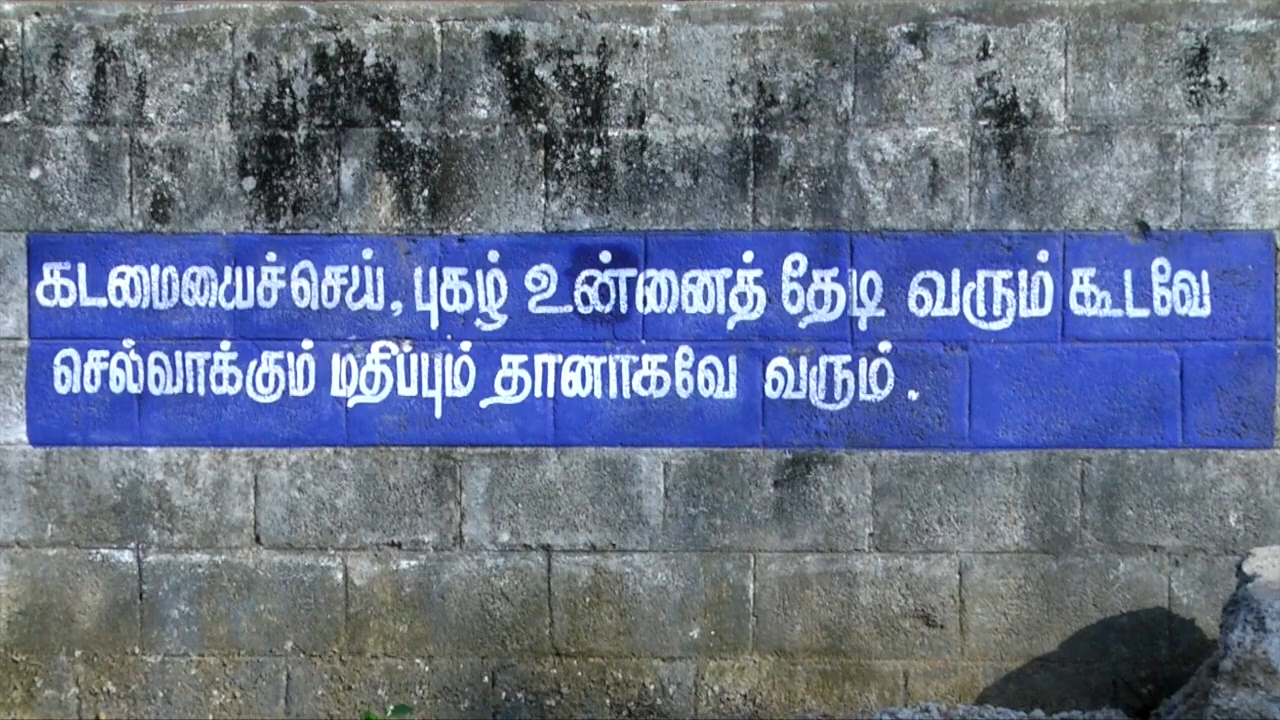 கடமையைச்செய், புகழ் உன்னைத் தேடி வரும் கூடவே
செல்வாக்கும் மதிப்பும் தானாகவே வரும் .